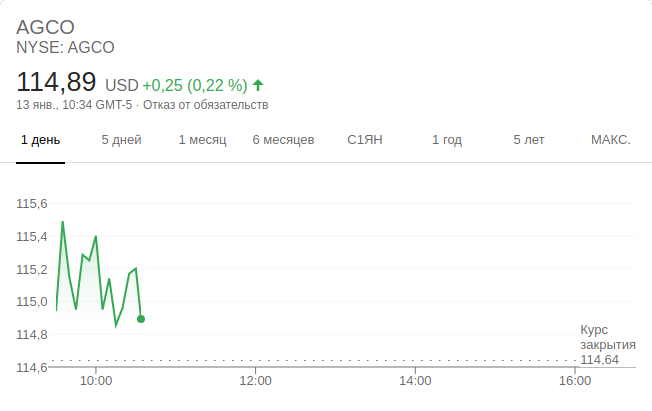 AGCO
NYSE: AGCO
114,89 USD +0,25 (0,22 %)
13 янв., 10:34 GMT-5 · Отказ от обязательств
1 день 5 дней 1 месяц 6 месяцев С1ЯН 1 год 5 лет МАКС.
115,6
115,4
115,2
115,0
114,8
114,6
Курс
закрытия
114,64
10:00 12:00 14:00 16:00